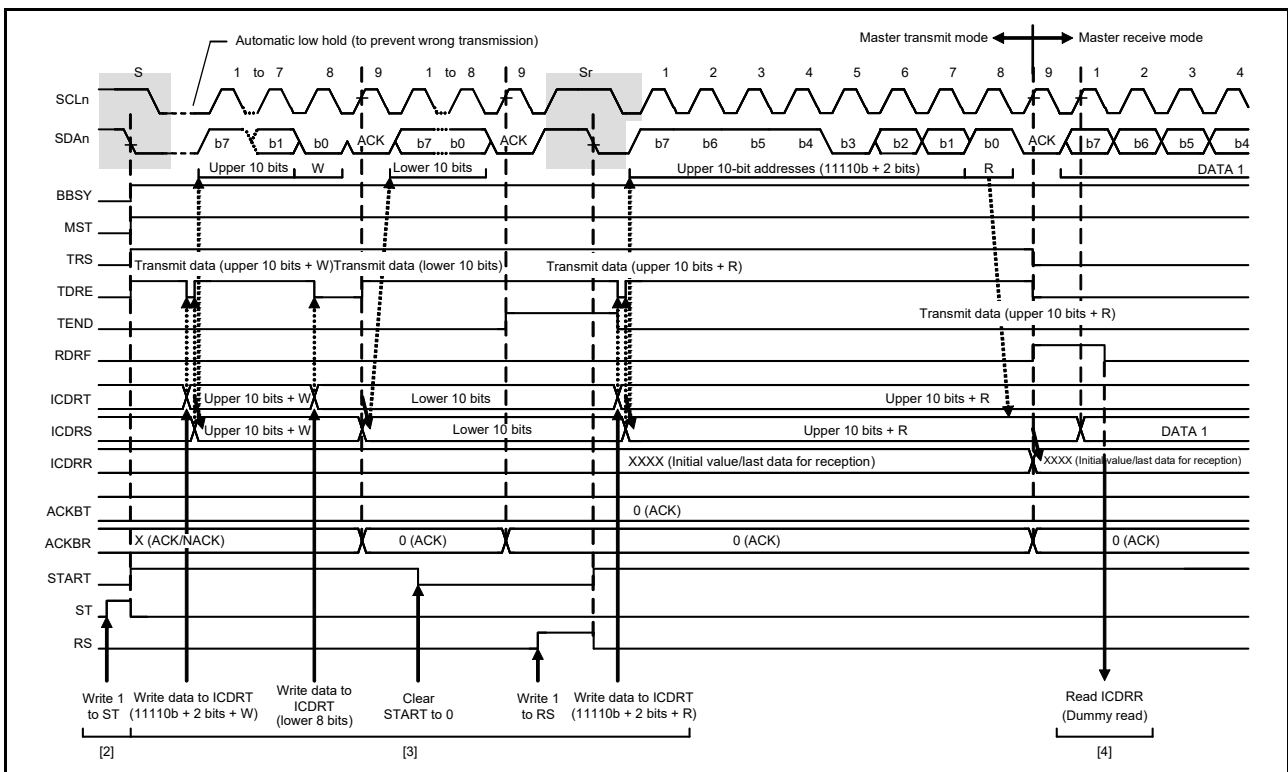 Automatic low hold (to prevent wrong transmission)
Master transmit mode
Master receive mode
S
1 to 7 8 9 1 to 8 9
Sr
1 2 3 4 5 6 7 8 9 1 2 3 4
SCLn
SDAn
b7 b1 b0 ACK b7 b0 ACK b7 b6 b5 b4 b3 b2 b1 b0 ACK b7 b6 b5 b4
Upper 10 bits W Lower 10 bits Upper 10-bit addresses (11110b + 2 bits) R DATA 1
BBSY
MST
TRS
Transmit data (upper 10 bits + W) Transmit data (lower 10 bits) Transmit data (upper 10 bits + R)
TDRE
Transmit data (upper 10 bits + R)
TEND
RDRF
ICDRT Upper 10 bits + W Lower 10 bits Upper 10 bits + R
ICDRS Upper 10 bits + W Lower 10 bits Upper 10 bits + R DATA 1
ICDRR XXXX (Initial value/last data for reception) XXXX (Initial value/last data for reception)
ACKBT 0 (ACK)
ACKBR X (ACK/NACK) 0 (ACK) 0 (ACK) 0 (ACK)
START
ST
RS
Write 1
to ST
Write data to ICDRT
(11110b + 2 bits + W)
Write data to
ICDRT
(lower 8 bits)
Clear
START to 0
Write 1
to RS
Write data to ICDRT
(11110b + 2 bits + R)
Read ICDRR
(Dummy read)
[2] [3] [4]